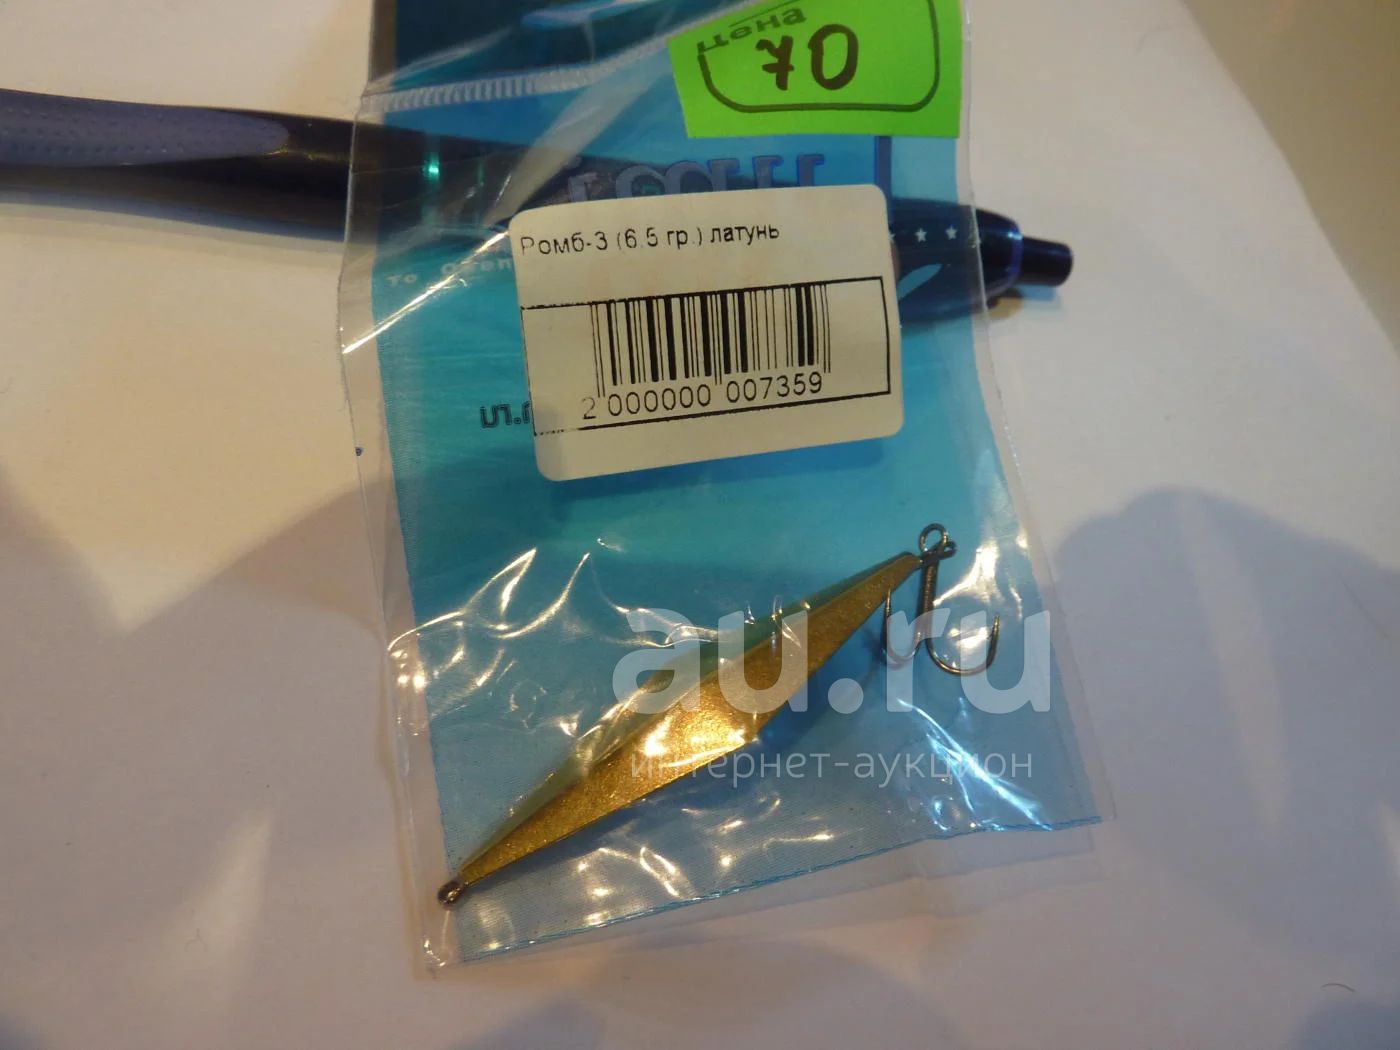 Цена
70
Ромб-3 (6.5 гр.) латунь
2 000000 007359
au.ru
интернет-аукцион